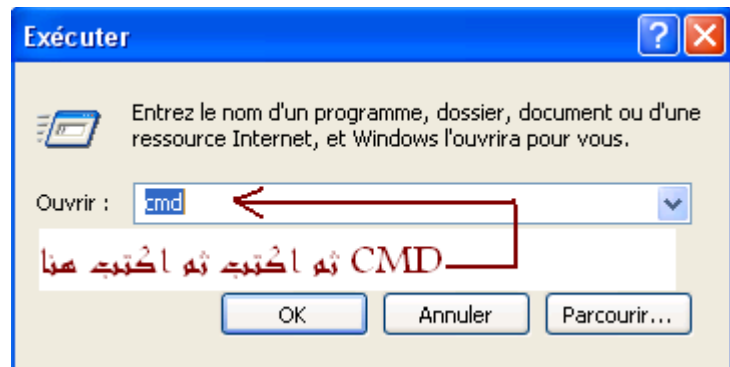 Exécuter
Entrez le nom d'un programme, dossier, document ou d'une
ressource Internet, et Windows l'ouvrira pour vous.
Ouvrir : cmd
ثم اكتب ثم اكتب هنا CMD
OK Annuler Parcourir...